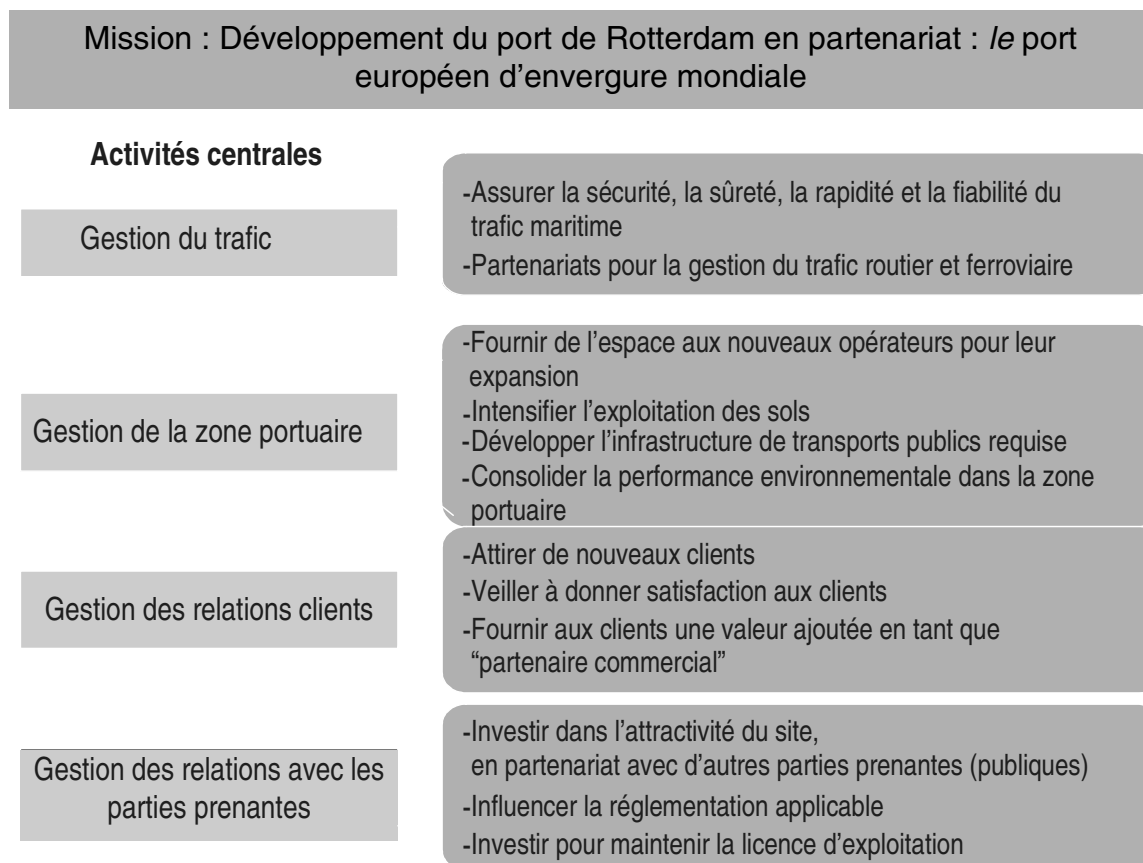 Mission : Développement du port de Rotterdam en partenariat : le port
européen d’envergure mondiale
Activités centrales
Gestion du trafic
-Assurer la sécurité, la sûreté, la rapidité et la fiabilité du
trafic maritime
-Partenariats pour la gestion du trafic routier et ferroviaire
Gestion de la zone portuaire
-Fournir de l’espace aux nouveaux opérateurs pour leur
expansion
-Intensifier l’exploitation des sols
-Développer l’infrastructure de transports publics requise
-Consolider la performance environnementale dans la zone
portuaire
Gestion des relations clients
-Attirer de nouveaux clients
-Veiller à donner satisfaction aux clients
-Fournir aux clients une valeur ajoutée en tant que
“partenaire commercial”
Gestion des relations avec les
parties prenantes
-Investir dans l’attractivité du site,
en partenariat avec d’autres parties prenantes (publiques)
-Influencer la réglementation applicable
-Investir pour maintenir la licence d’exploitation